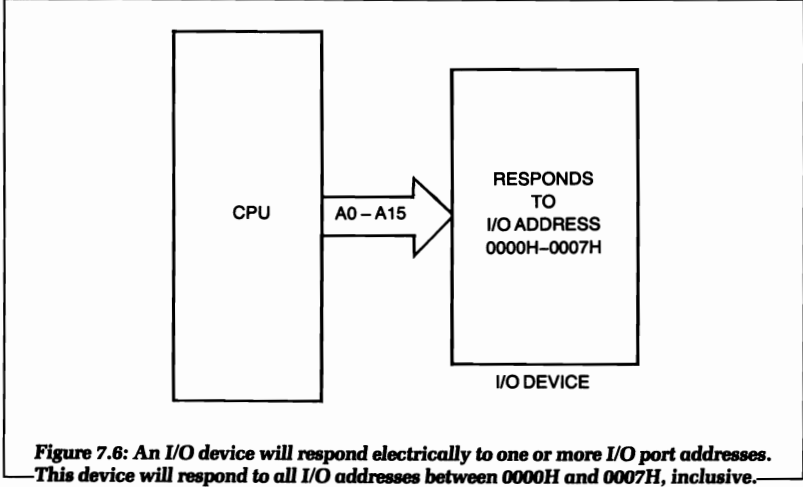 CPU
A0 – A15
RESPONDS
TO
I/O ADDRESS
0000H–0007H
I/O DEVICE
Figure 7.6: An I/O device will respond electrically to one or more I/O port addresses.
This device will respond to all I/O addresses between 0000H and 0007H, inclusive.